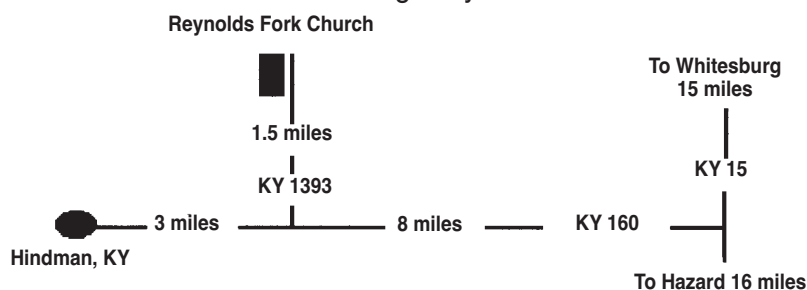 Reynolds Fork Church
To Whitesburg
15 miles
1.5 miles
KY 15
KY 1393
3 miles
8 miles
KY 160
Hindman, KY
To Hazard 16 miles